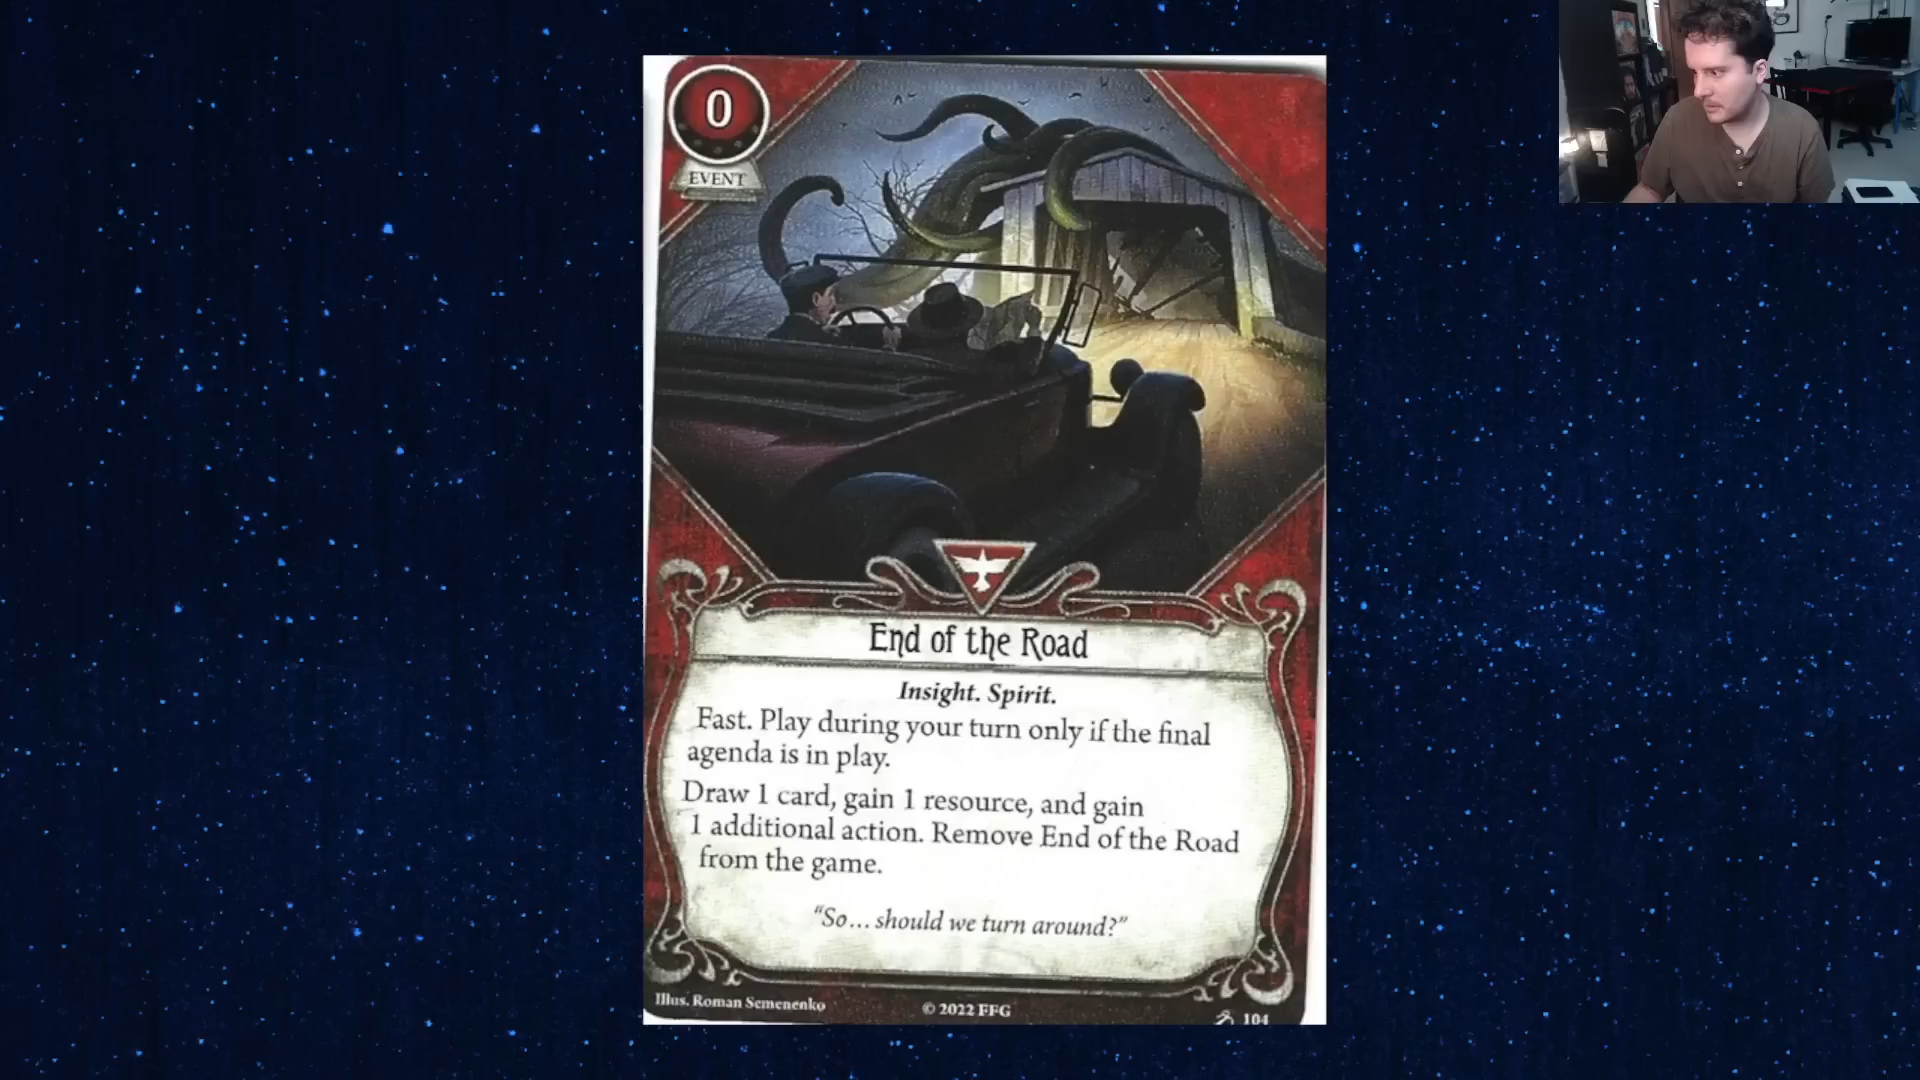 0
EVENT
End of the Road
Insight. Spirit.
Fast. Play during your turn only if the final
agenda is in play.
Draw 1 card, gain 1 resource, and gain
1 additional action. Remove End of the Road
from the game.
“So… should we turn around?”
Illus. Roman Semenenko
© 2022 FFG
104